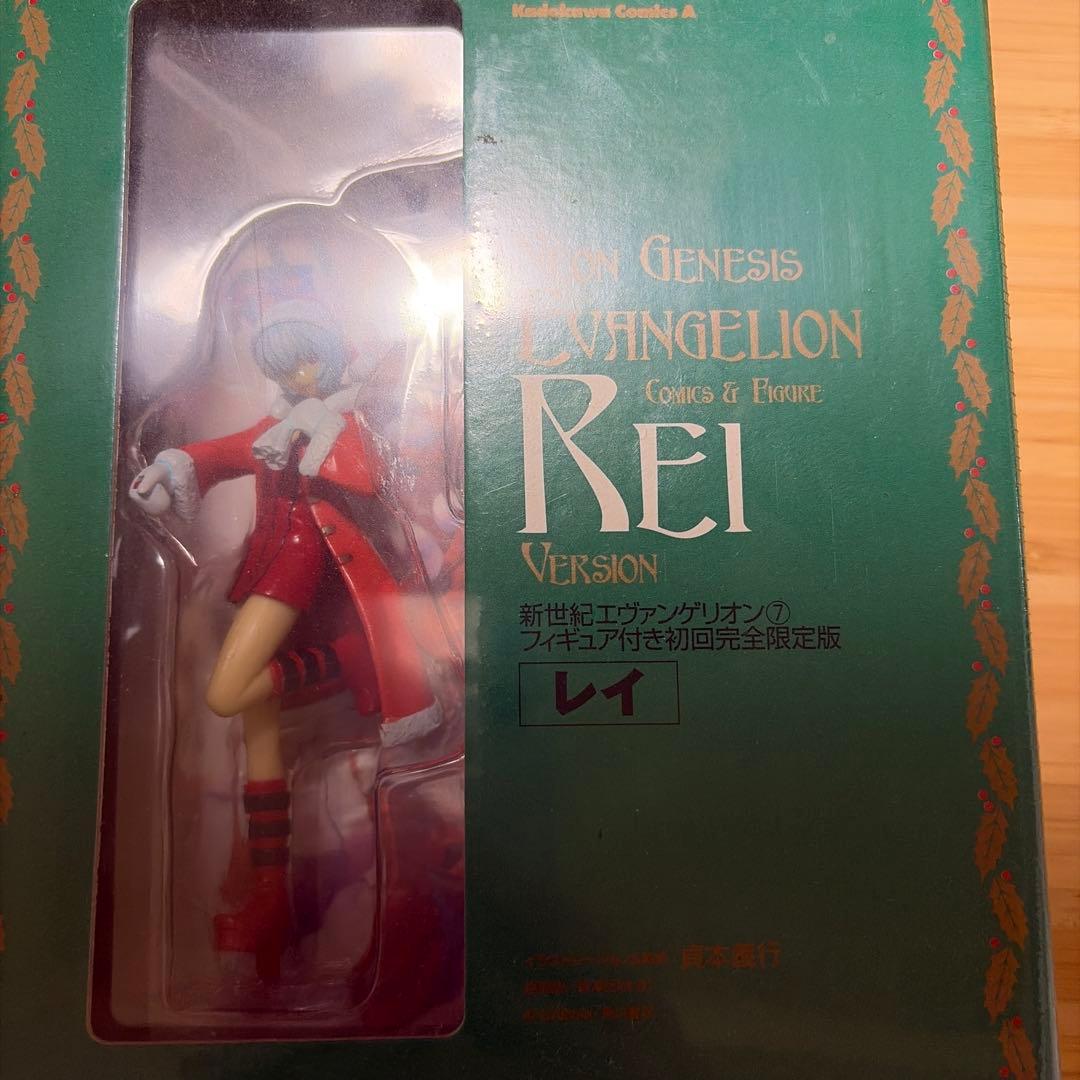 Kadokawa Comics A
GENESIS
EVANGELION
COMICS & FIGURE
REI
VERSION
新世紀エヴァンゲリオン⑦
フィギュア付き初回完全限定版
レイ
貞本義行